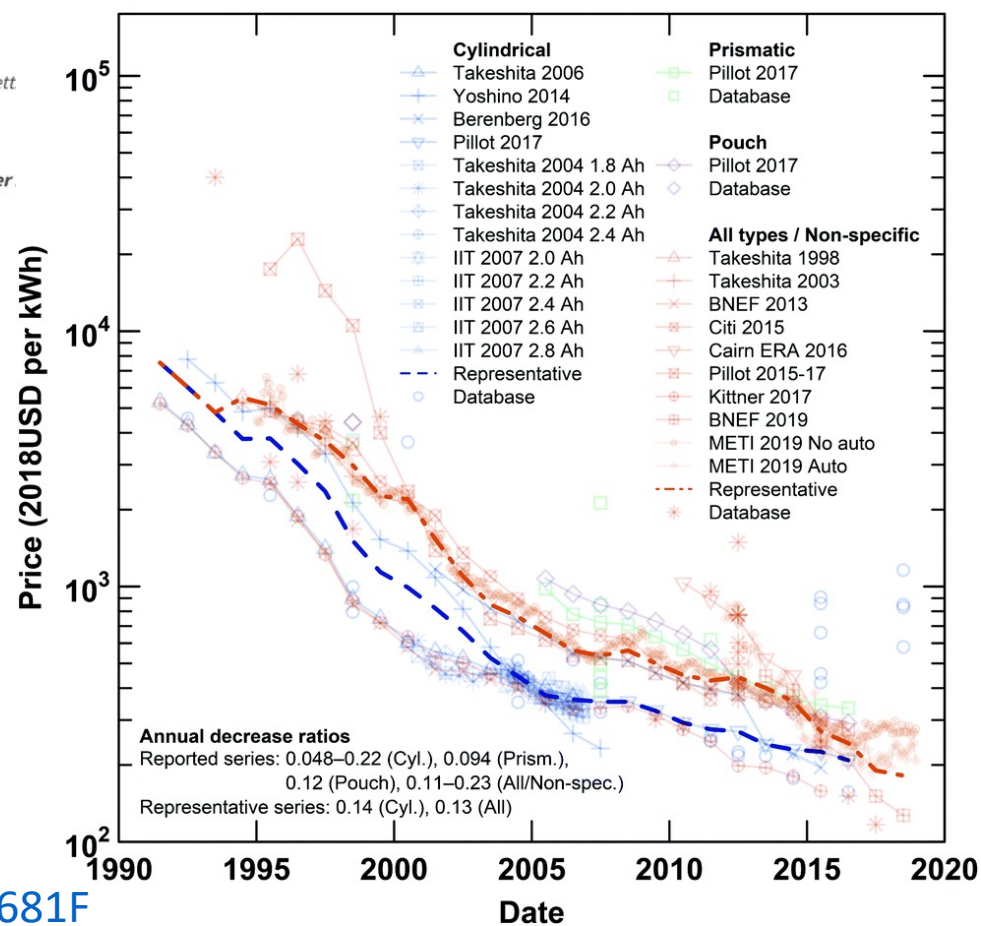 ett
er
10^5
10^4
10^3
10^2
Price (2018USD per kWh)
Cylindrical
Takeshita 2006
Yoshino 2014
Berenberg 2016
Pillot 2017
Takeshita 2004 1.8 Ah
Takeshita 2004 2.0 Ah
Takeshita 2004 2.2 Ah
Takeshita 2004 2.4 Ah
IIT 2007 2.0 Ah
IIT 2007 2.2 Ah
IIT 2007 2.4 Ah
IIT 2007 2.6 Ah
IIT 2007 2.8 Ah
Representative
Database
Prismatic
Pillot 2017
Database
Pouch
Pillot 2017
Database
All types / Non-specific
Takeshita 1998
Takeshita 2003
BNEF 2013
Citi 2015
Cairn ERA 2016
Pillot 2015-17
Kittner 2017
BNEF 2019
METI 2019 No auto
METI 2019 Auto
Representative
Database
Annual decrease ratios
Reported series: 0.048–0.22 (Cyl.), 0.094 (Prism.),
0.12 (Pouch), 0.11–0.23 (All/Non-spec.)
Representative series: 0.14 (Cyl.), 0.13 (All)
1990 1995 2000 2005 2010 2015 2020
Date
681F